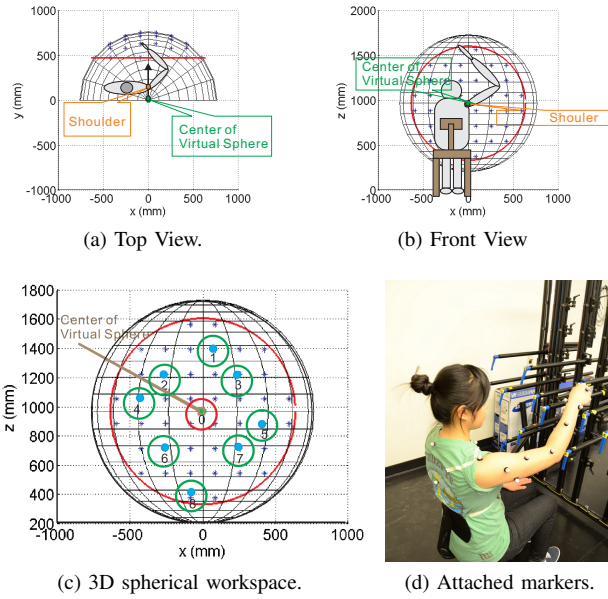 1000
500
0
-500
-1000
-1000
-500
0
500
1000
y (mm)
x (mm)
Shoulder
Center of
Virtual Sphere
(a) Top View.
2000
1500
1000
500
0
-1000
-500
0
500
1000
z (mm)
x (mm)
Center of
Virtual Sphere
Shouler
(b) Front View
1800
1600
1400
1200
1000
800
600
400
200
-1000
-500
0
500
1000
z (mm)
x (mm)
Center of
Virtual Sphere
1
2
3
4
0
5
6
7
8
(c) 3D spherical workspace.
(d) Attached markers.